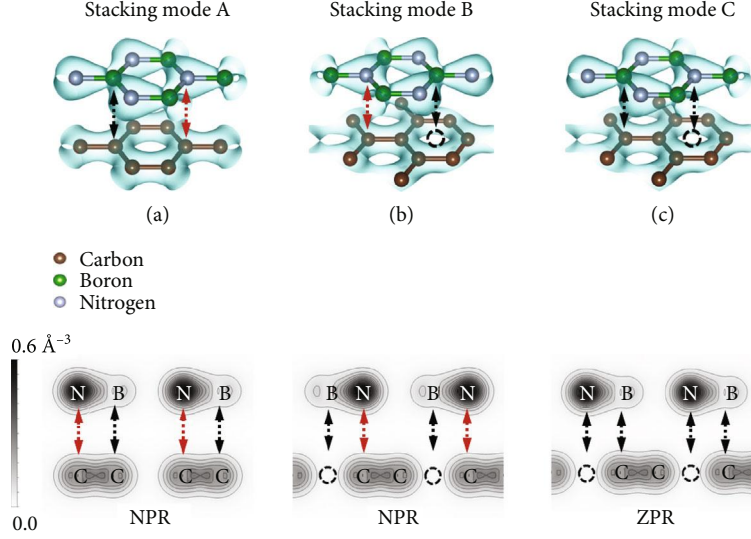 Stacking mode A
Stacking mode B
Stacking mode C
(a)
(b)
(c)
Carbon
Boron
Nitrogen
0.6 Å⁻³
0.0
N B N B
C C C C
NPR
B N B N
C C C
NPR
N B N B
C C C
ZPR